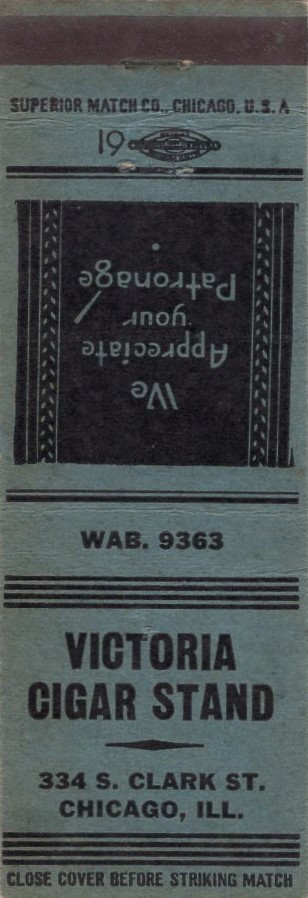 SUPERIOR MATCH CO., CHICAGO, U.S.A
19
We
Appreciate
your
Patronage
WAB. 9363
VICTORIA
CIGAR STAND
334 S. CLARK ST.
CHICAGO, ILL.
CLOSE COVER BEFORE STRIKING MATCH